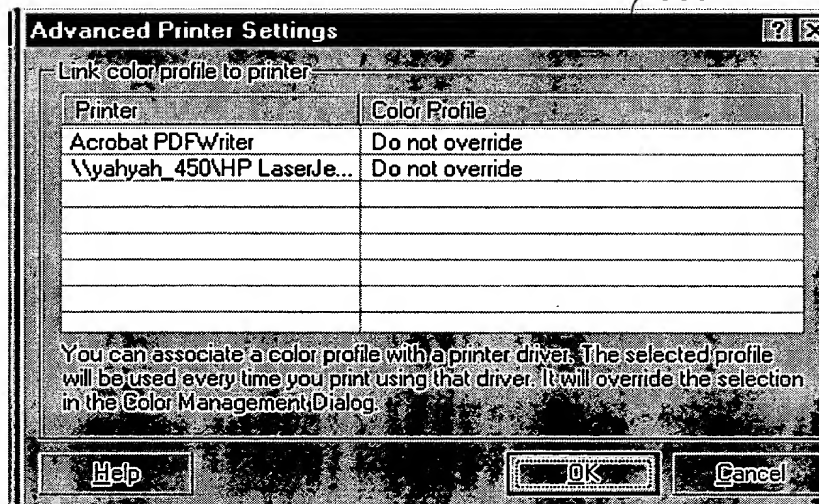 Advanced Printer Settings
Link color profile to printer
Printer Color Profile
Acrobat PDFWriter Do not override
\\yahyah_450\HP LaserJe... Do not override
You can associate a color profile with a printer driver. The selected profile
will be used every time you print using that driver. It will override the selection
in the Color Management Dialog.
Help OK Cancel